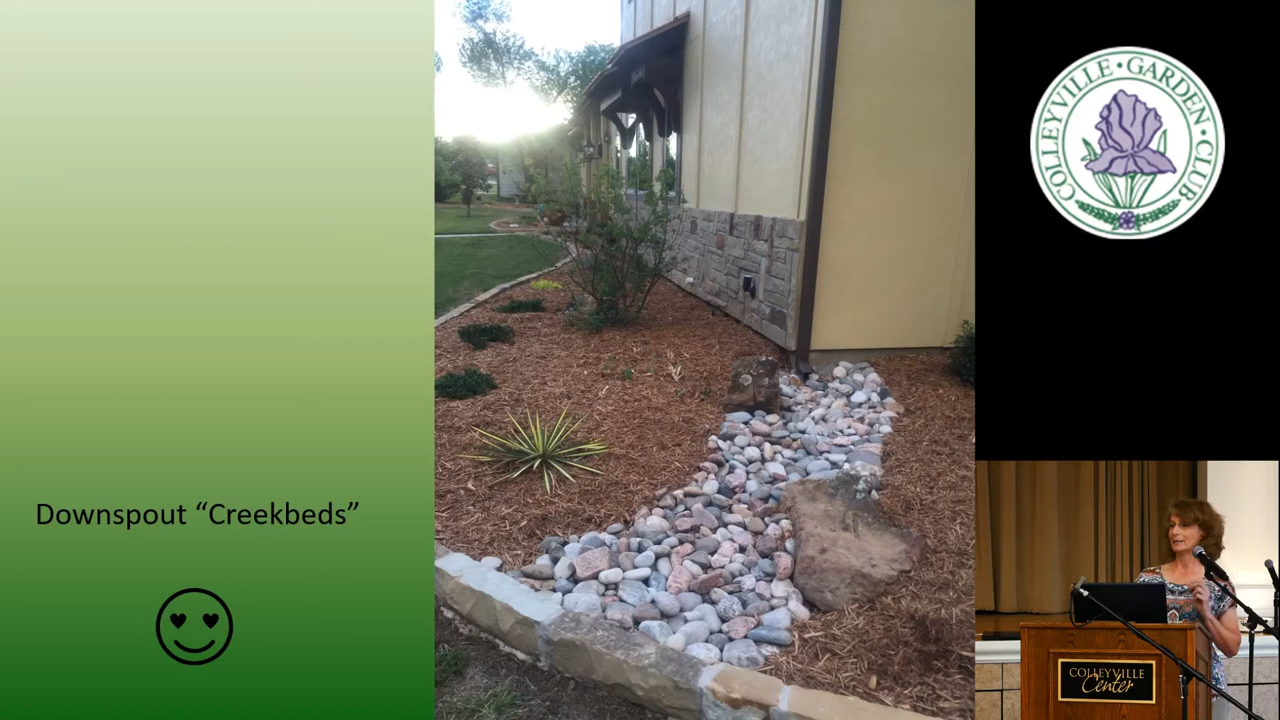 Downspout “Creekbeds”
COLLEYVILLE • GARDEN • CLUB
COLLEYVILLE
Center